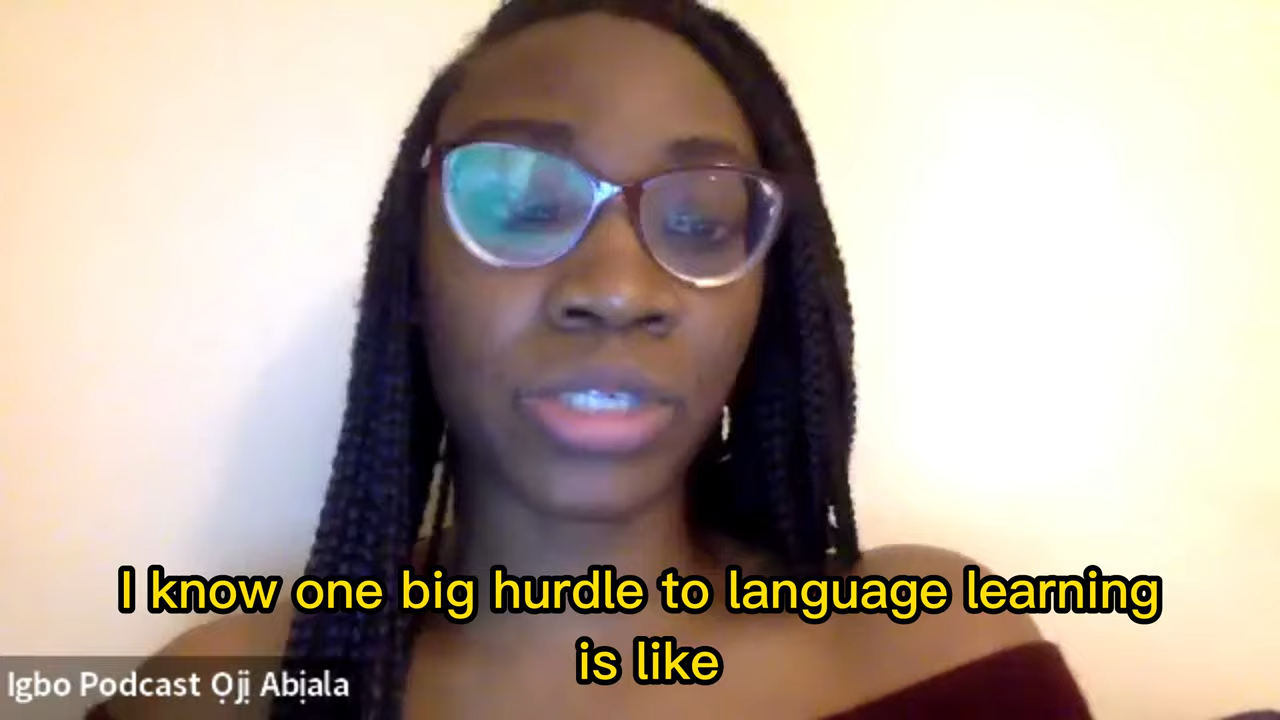 I know one big hurdle to language learning
is like
Igbo Podcast Ọjị Abịala